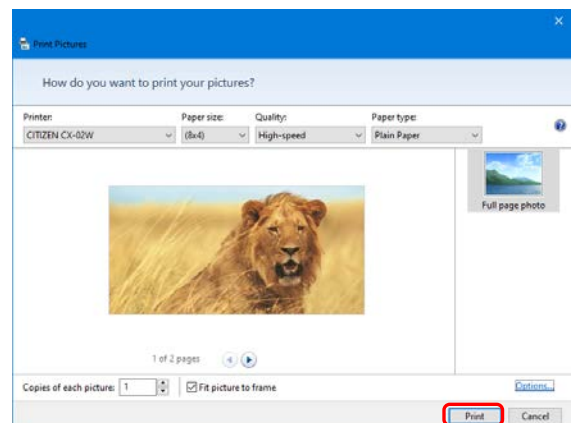 Print Pictures
How do you want to print your pictures?
Printer: Paper size: Quality: Paper type:
CITIZEN CX-02W (8x4) High-speed Plain Paper
Full page photo
1 of 2 pages
Copies of each picture: 1 Fit picture to frame Options...
Print Cancel